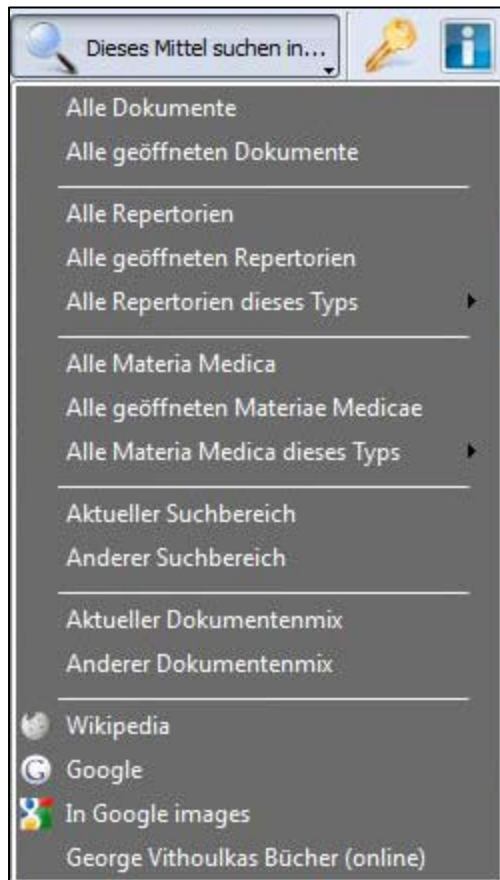 Dieses Mittel suchen in...
Alle Dokumente
Alle geöffneten Dokumente
Alle Repertorien
Alle geöffneten Repertorien
Alle Repertorien dieses Typs
Alle Materia Medica
Alle geöffneten Materiae Medicae
Alle Materia Medica dieses Typs
Aktueller Suchbereich
Anderer Suchbereich
Aktueller Dokumentenmix
Anderer Dokumentenmix
Wikipedia
Google
In Google images
George Vithoulkas Bücher (online)